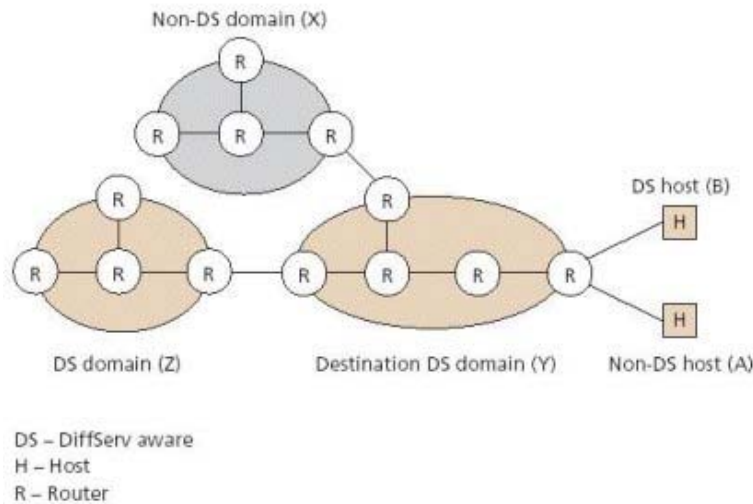 Non-DS domain (X)
R
R R R
R
DS host (B)
H
R
R R R
R R R R
H
DS domain (Z)
Destination DS domain (Y)
Non-DS host (A)
DS – DiffServ aware
H – Host
R – Router